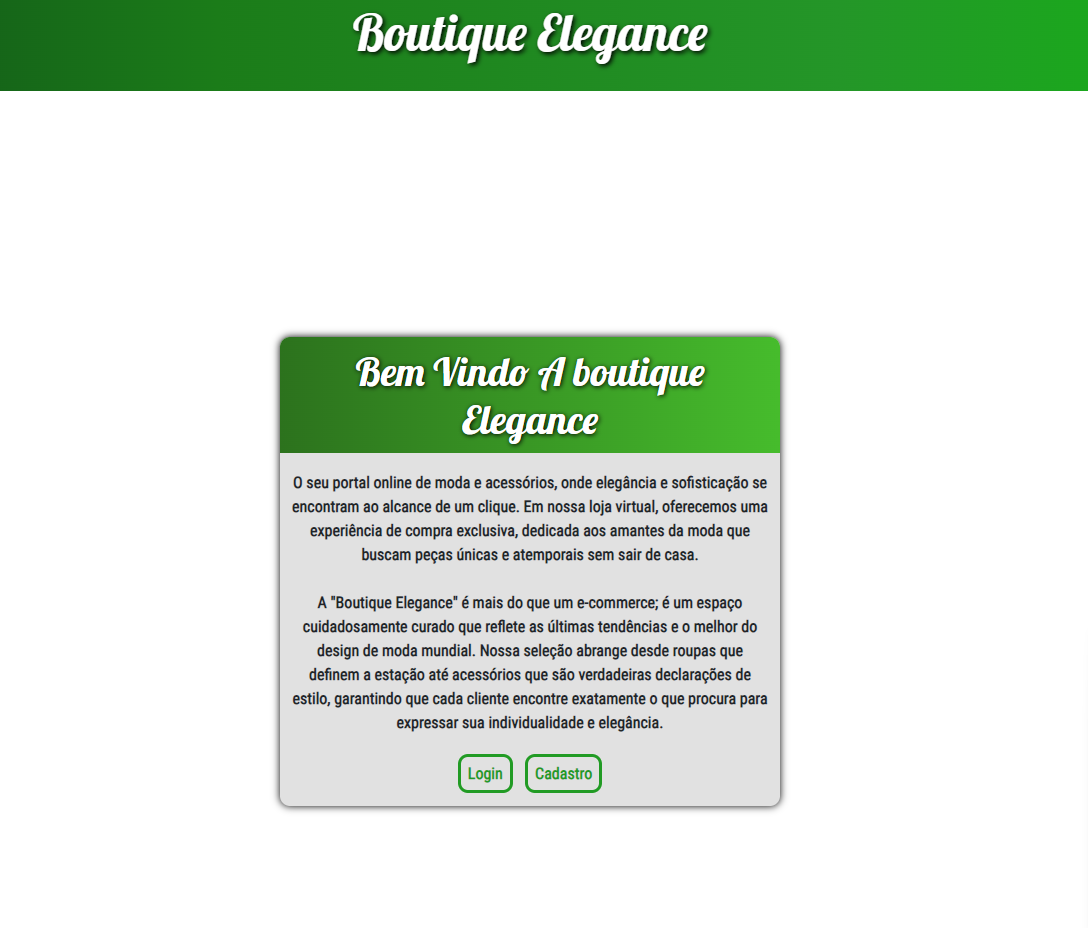 Boutique Elegance
Bem Vindo A boutique
Elegance
O seu portal online de moda e acessórios, onde elegância e sofisticação se
encontram ao alcance de um clique. Em nossa loja virtual, oferecemos uma
experiência de compra exclusiva, dedicada aos amantes da moda que
buscam peças únicas e atemporais sem sair de casa.
A "Boutique Elegance" é mais do que um e-commerce; é um espaço
cuidadosamente curado que reflete as últimas tendências e o melhor do
design de moda mundial. Nossa seleção abrange desde roupas que
definem a estação até acessórios que são verdadeiras declarações de
estilo, garantindo que cada cliente encontre exatamente o que procura para
expressar sua individualidade e elegância.
Login Cadastro